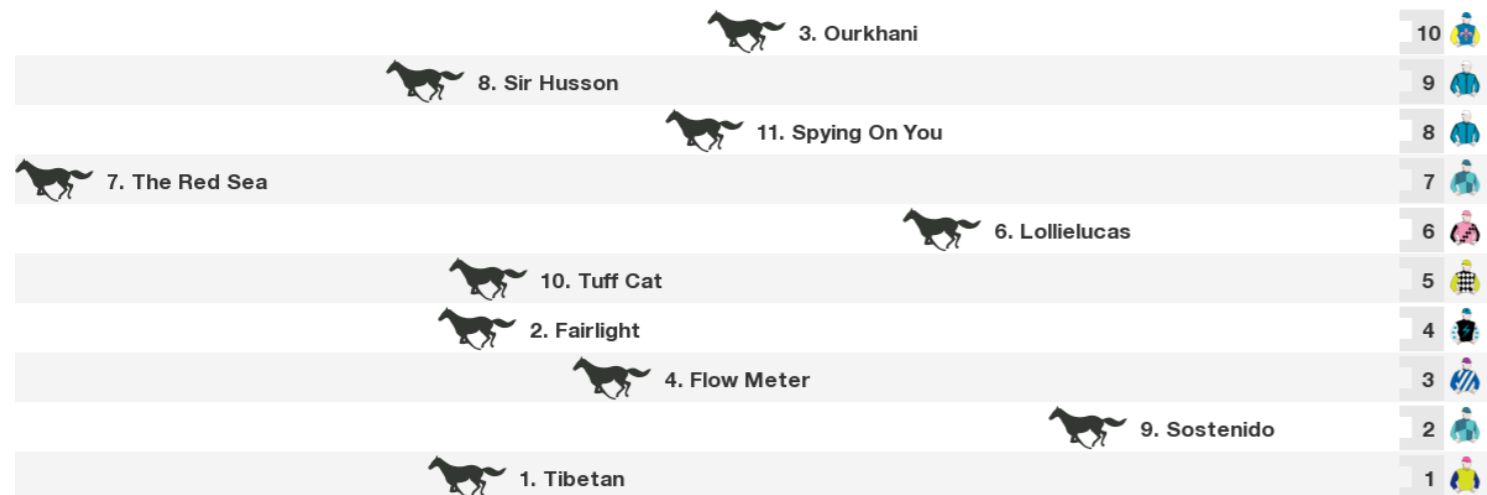 3. Ourkhani 10
8. Sir Husson 9
11. Spying On You 8
7. The Red Sea 7
6. Lollielucas 6
10. Tuff Cat 5
2. Fairlight 4
4. Flow Meter 3
9. Sostenido 2
1. Tibetan 1